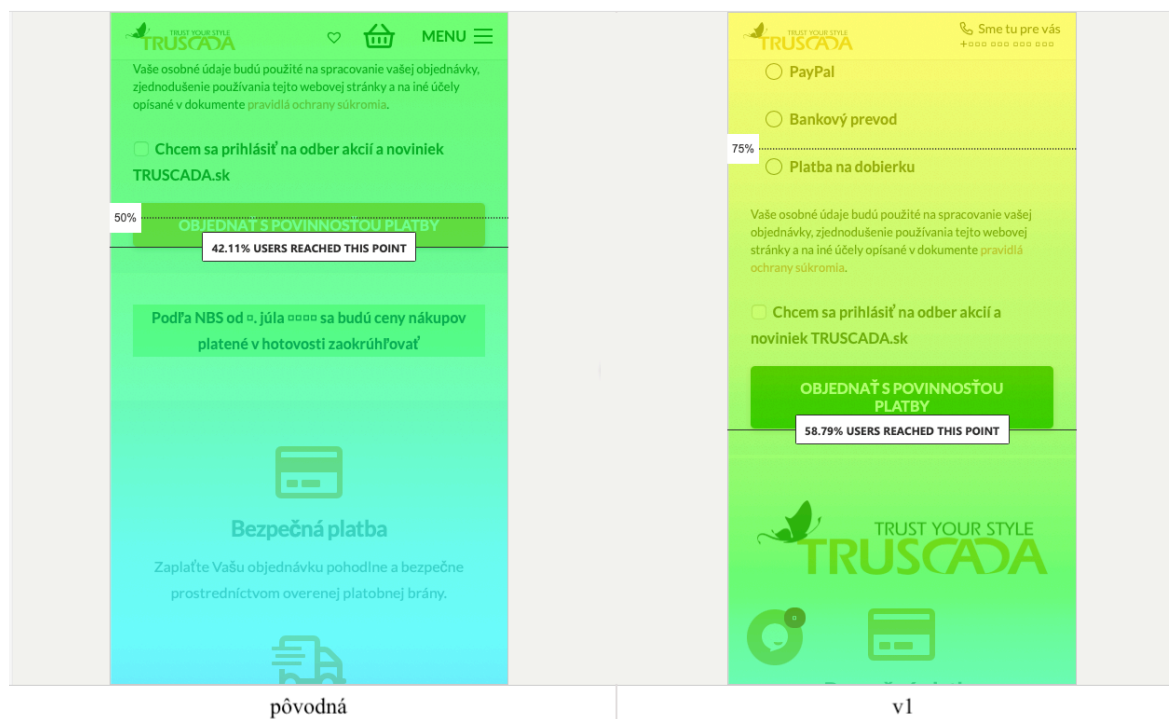 TRUST YOUR STYLE
TRUSCADA
MENU
Vaše osobné údaje budú použité na spracovanie vašej objednávky,
zjednodušenie používania tejto webovej stránky a na iné účely
opísané v dokumente pravidlá ochrany súkromia.
Chcem sa prihlásiť na odber akcií a noviniek
TRUSCADA.sk
50%
OBJEDNAŤ S POVINNOSŤOU PLATBY
42.11% USERS REACHED THIS POINT
Podľa NBS od ▫. júla ▫▫▫▫ sa budú ceny nákupov
platené v hotovosti zaokrúhľovať
Bezpečná platba
Zaplaťte Vašu objednávku pohodlne a bezpečne
prostredníctvom overenej platobnej brány.
pôvodná
TRUST YOUR STYLE
TRUSCADA
Sme tu pre vás
+▫▫▫ ▫▫▫ ▫▫▫ ▫▫▫
PayPal
Bankový prevod
75%
Platba na dobierku
Vaše osobné údaje budú použité na spracovanie vašej
objednávky, zjednodušenie používania tejto webovej
stránky a na iné účely opísané v dokumente pravidlá
ochrany súkromia.
Chcem sa prihlásiť na odber akcií a
noviniek TRUSCADA.sk
OBJEDNAŤ S POVINNOSŤOU
PLATBY
58.79% USERS REACHED THIS POINT
TRUST YOUR STYLE
TRUSCADA
v1